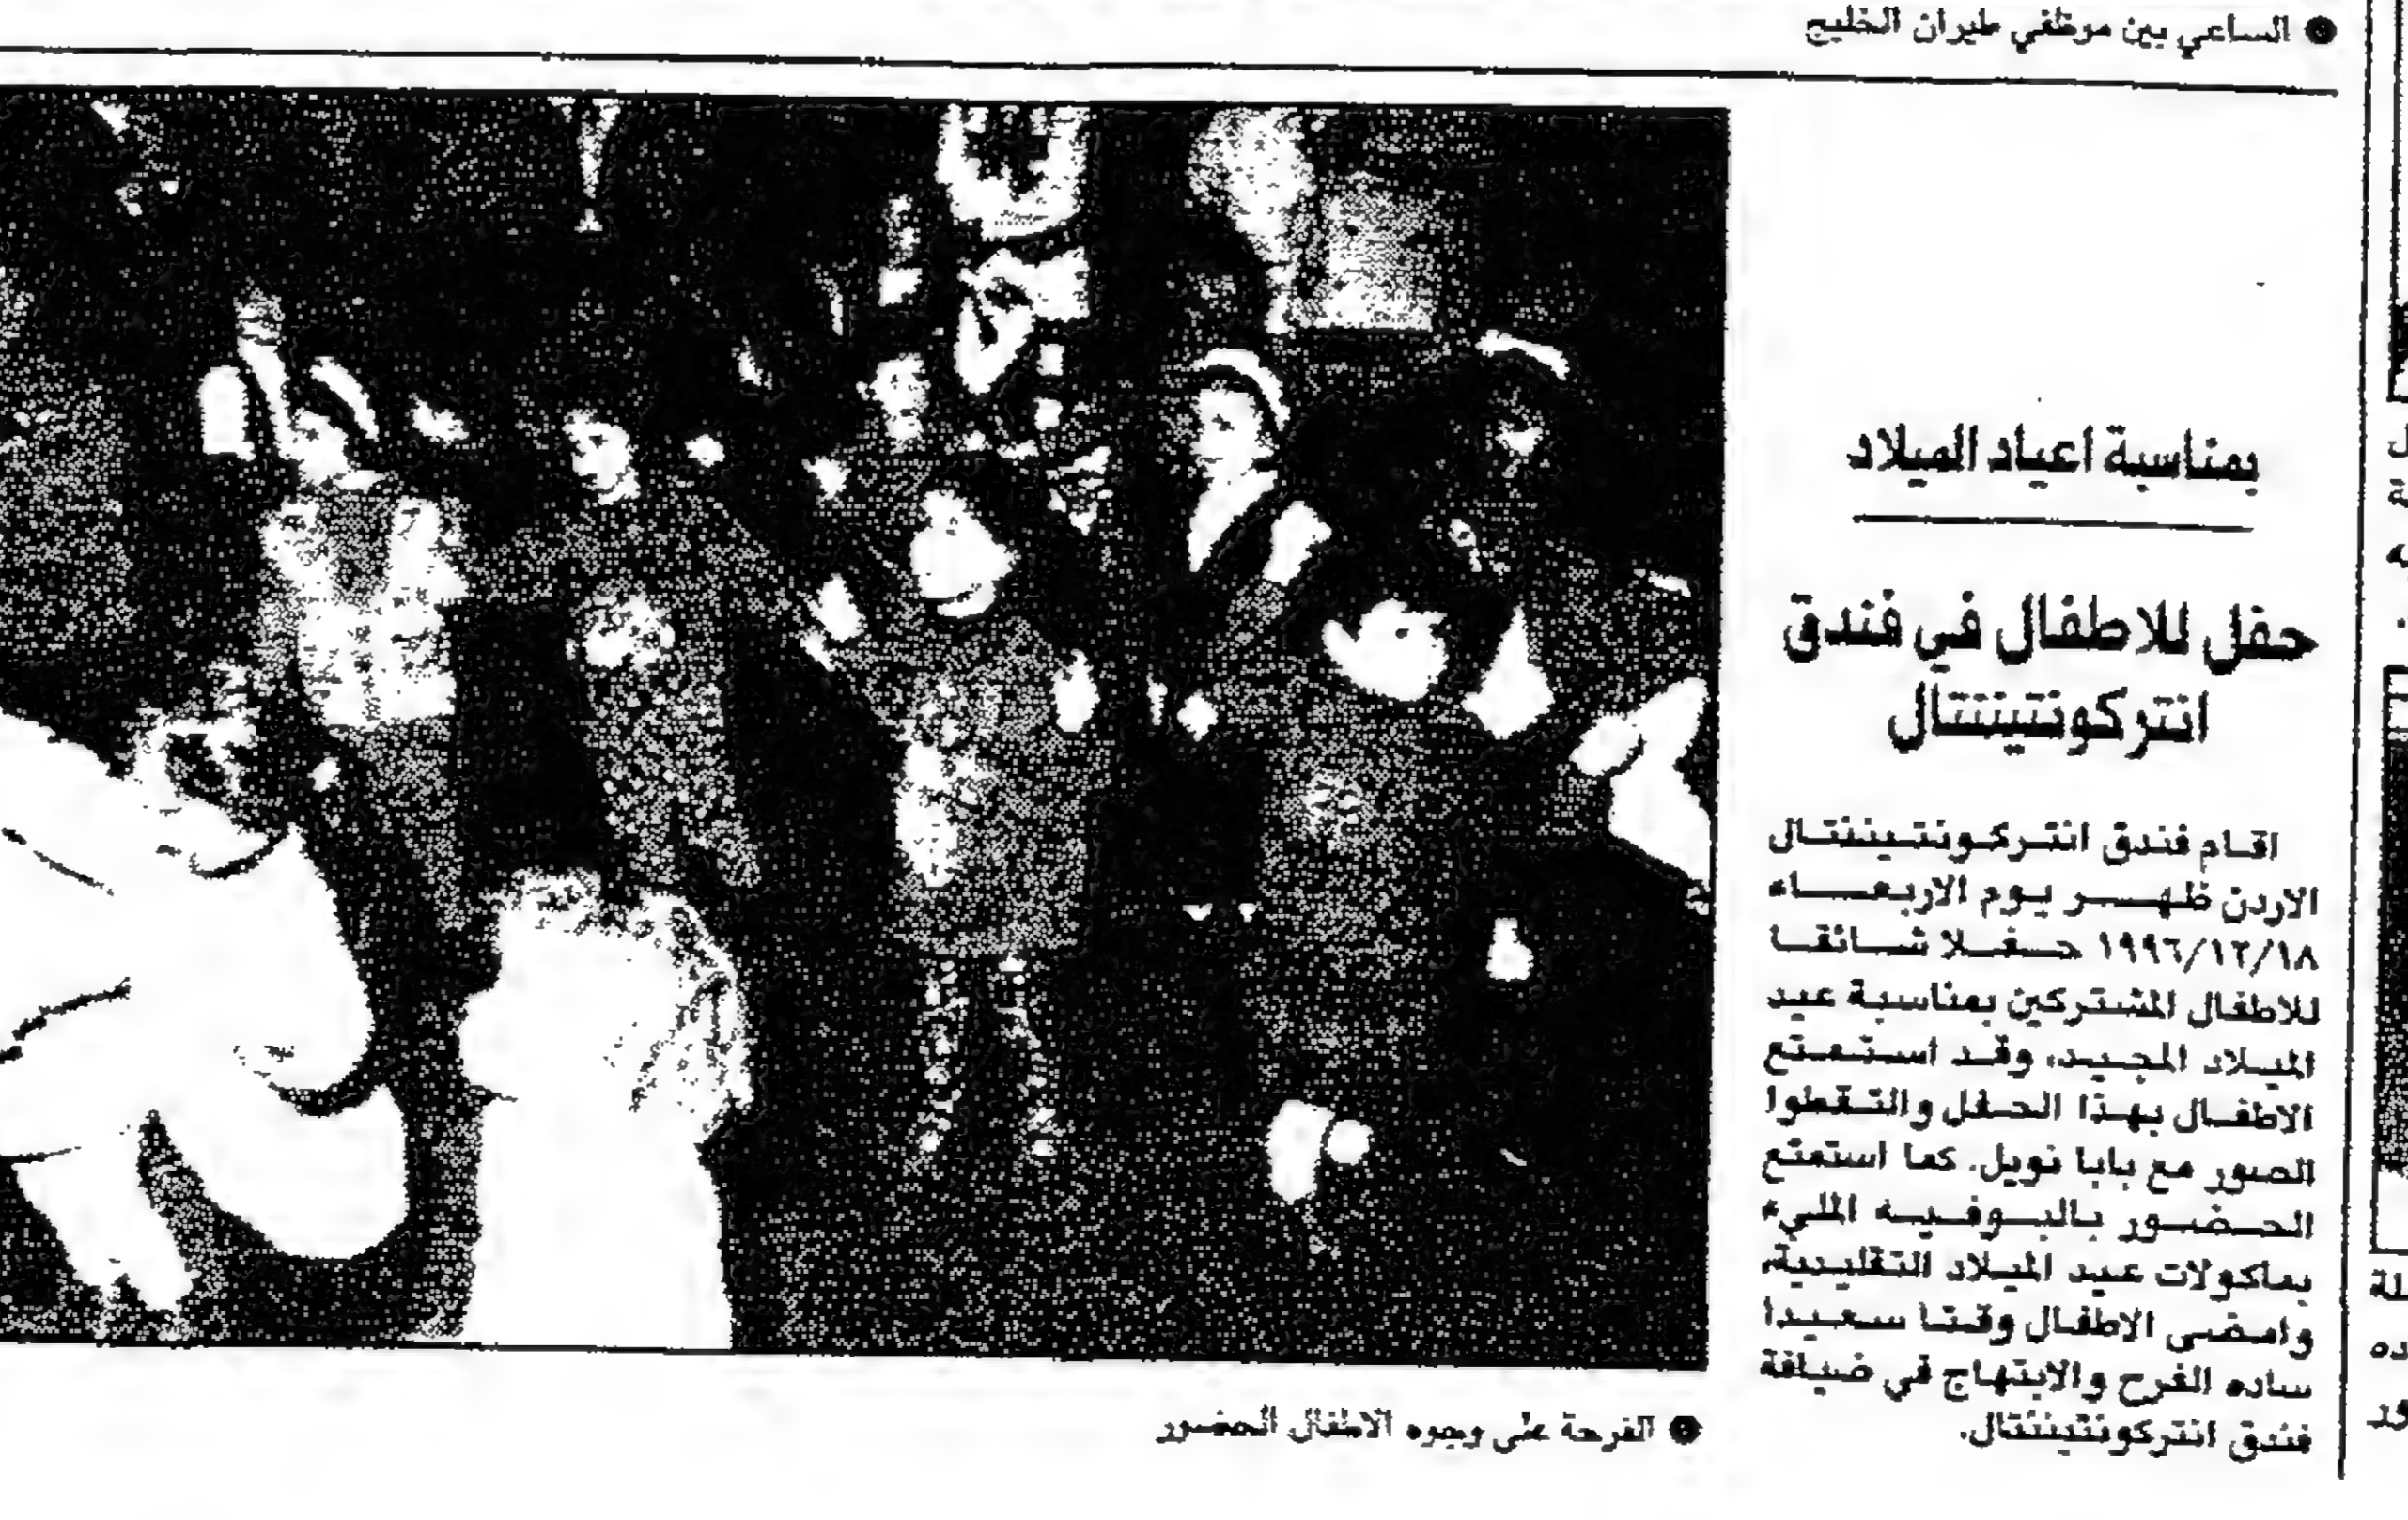 ● الساعي بين موظفي طيران الخليج
بمناسبة اعياد الميلاد
حفل للاطفال في فندق
انتركونتيننتال
اقام فندق انتركونتيننتال
الاردن ظهر يوم الاربعاء
١٩٩٦/١٢/١٨ حفلا شائقا
للاطفال المشتركين بمناسبة عيد
الميلاد المجيد، وقد استمتع
الاطفال بهذا الحفل والتقطوا
الصور مع بابا نويل. كما استمتع
الحضور بالبوفيه المليء
بماكولات عيد الميلاد التقليدية،
وامضى الاطفال وقتا سعيدا
ساده الفرح والابتهاج في ضيافة
فندق انتركونتيننتال.
● الفرحة على وجوه الاطفال الحضور